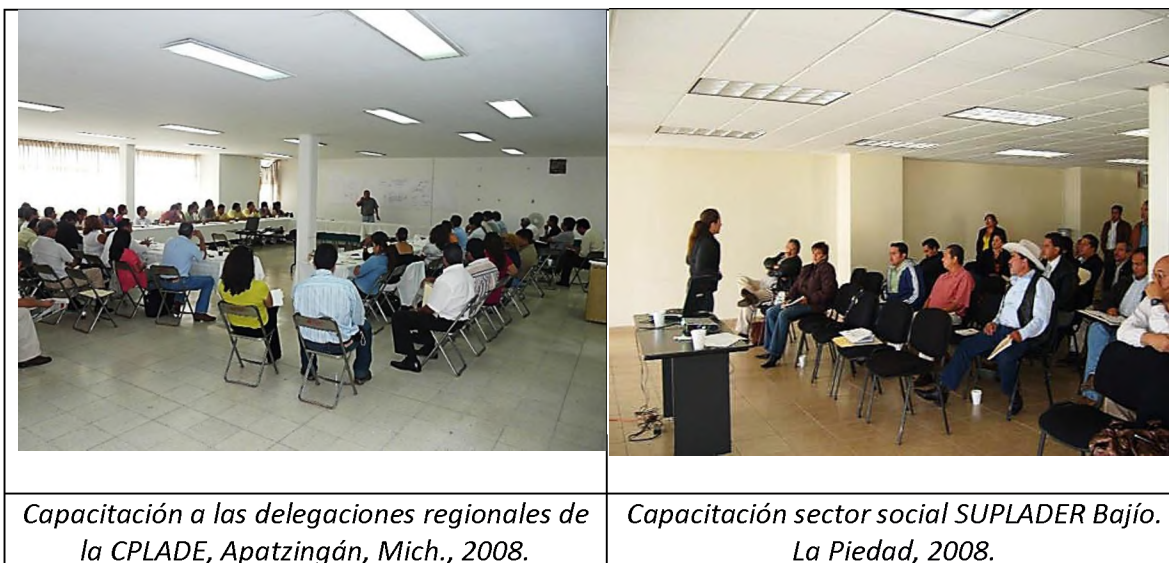 Capacitación a las delegaciones regionales de
la CPLADE, Apatzingán, Mich., 2008.
Capacitación sector social SUPLADER Bajío.
La Piedad, 2008.